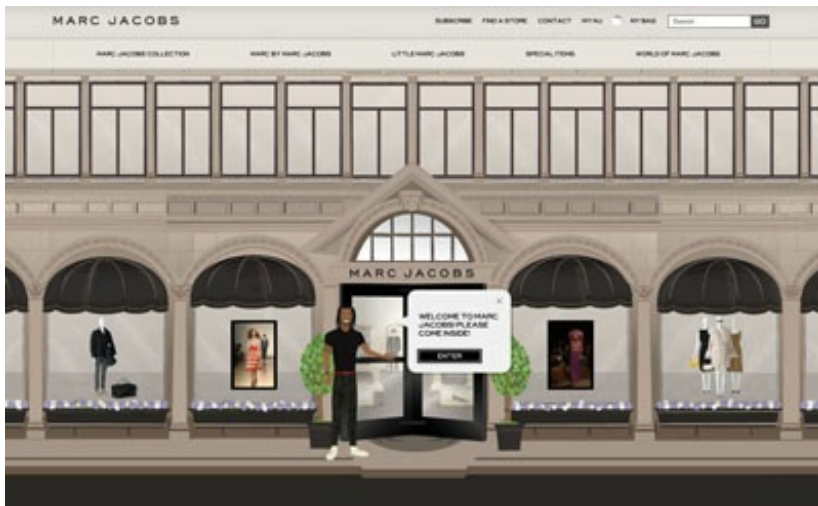 MARC JACOBS
SUBSCRIBE FIND A STORE CONTACT MY MJ MY BAG Search GO
MARC JACOBS COLLECTION MARC BY MARC JACOBS LITTLE MARC JACOBS SPECIAL ITEMS WORLD OF MARC JACOBS
MARC JACOBS
WELCOME TO MARC
JACOBS! PLEASE
COME INSIDE!
ENTER